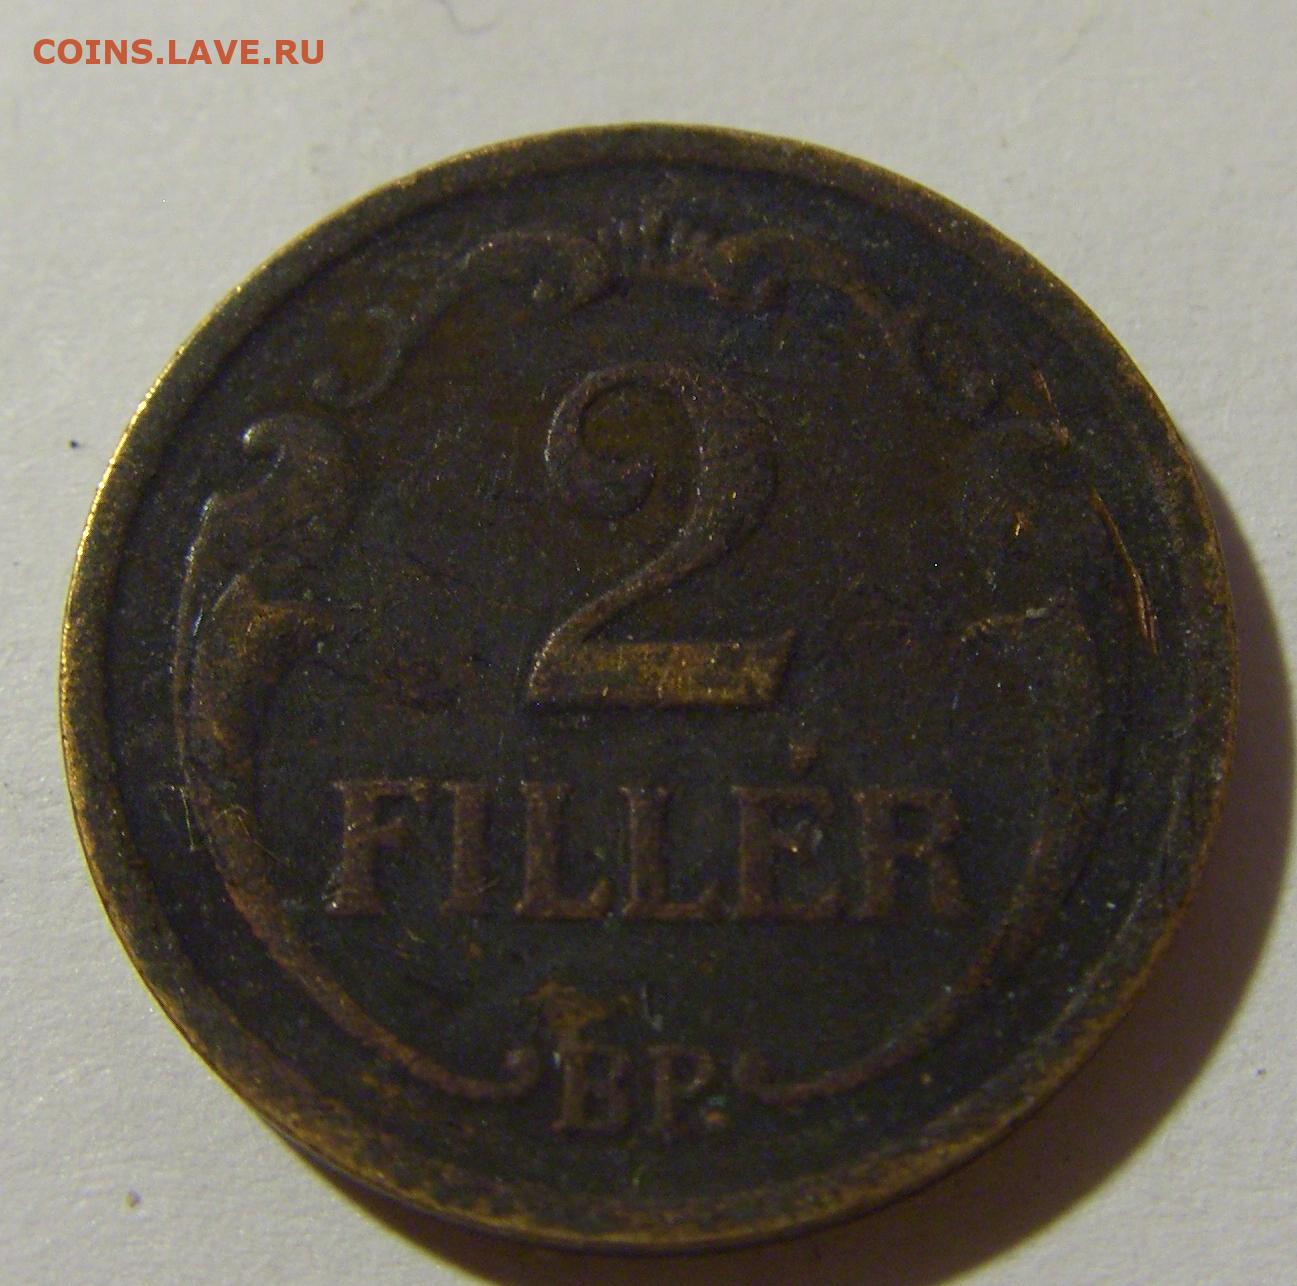 COINS.LAVE.RU
2
FILLÉR
BP.